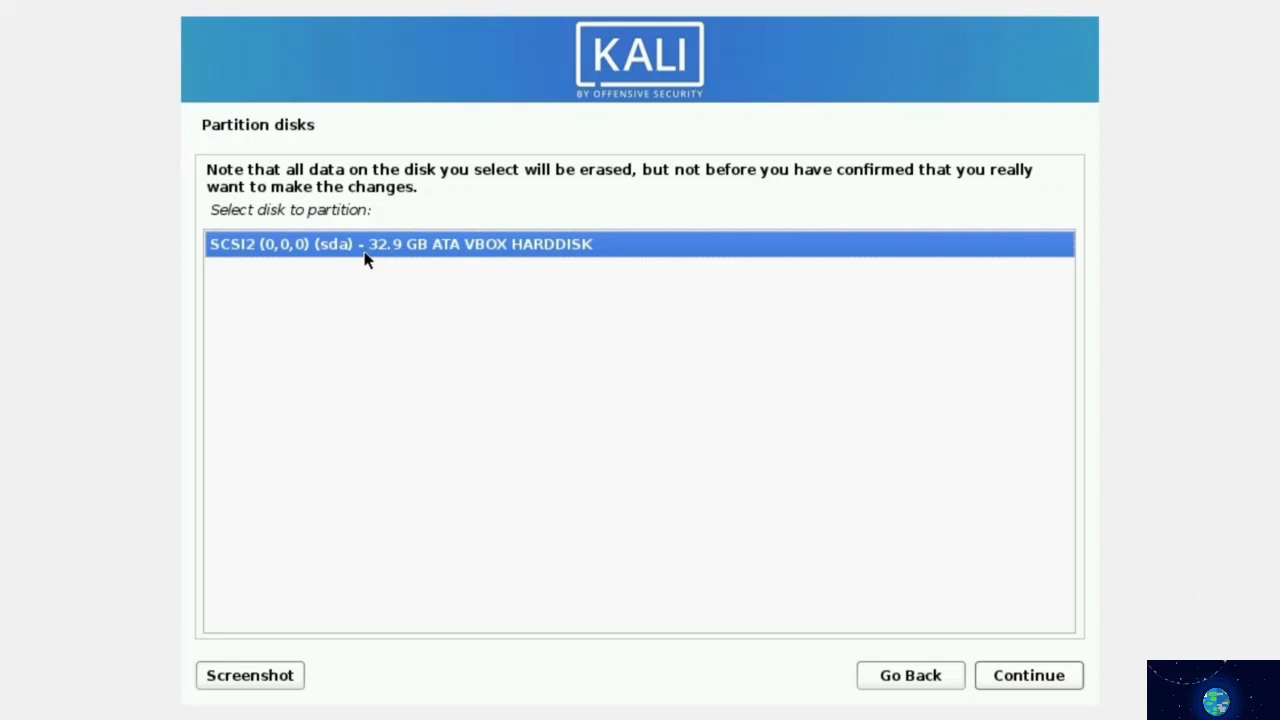 KALI
BY OFFENSIVE SECURITY
Partition disks
Note that all data on the disk you select will be erased, but not before you have confirmed that you really
want to make the changes.
Select disk to partition:
SCSI2 (0,0,0) (sda) - 32.9 GB ATA VBOX HARDDISK
Screenshot
Go Back
Continue